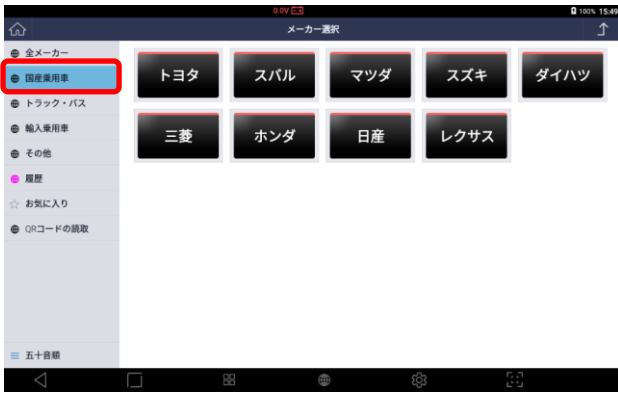 0.0V
100% 15:49
メーカー選択
全メーカー
国産乗用車
トラック・バス
輸入乗用車
その他
履歴
お気に入り
QRコードの読取
五十音順
トヨタ
スバル
マツダ
スズキ
ダイハツ
三菱
ホンダ
日産
レクサス